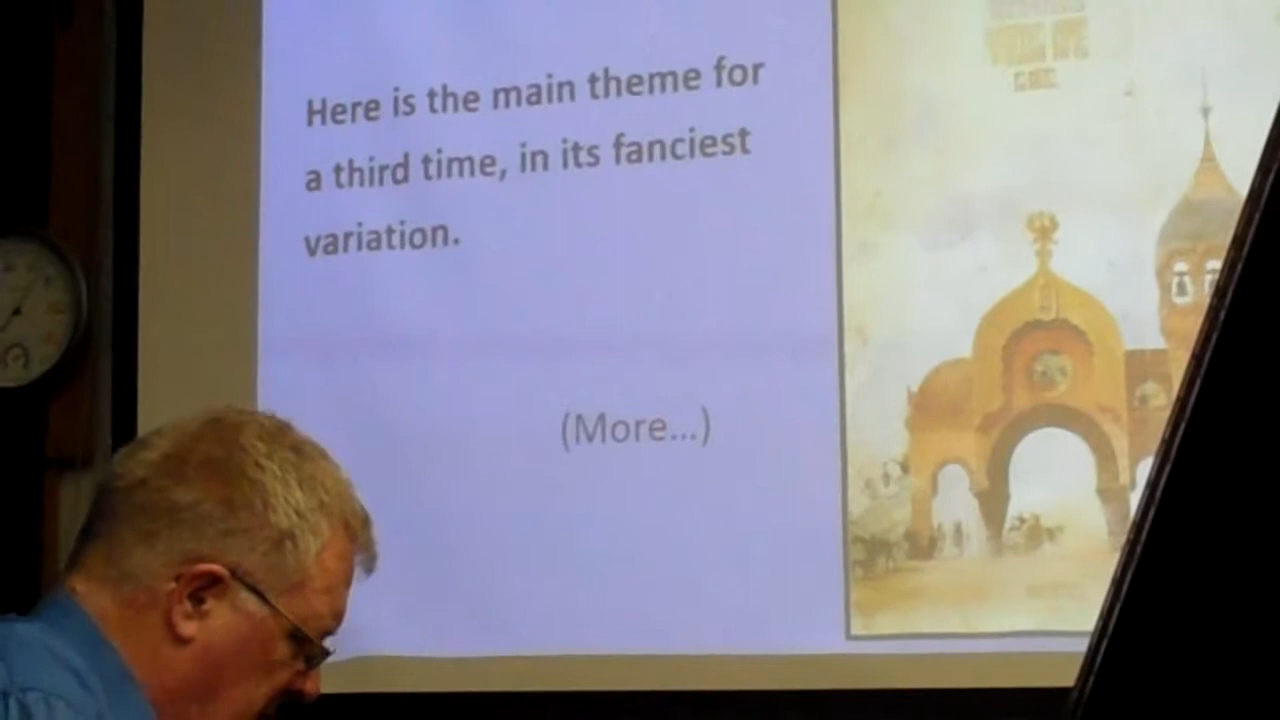 Here is the main theme for
a third time, in its fanciest
variation.
(More...)